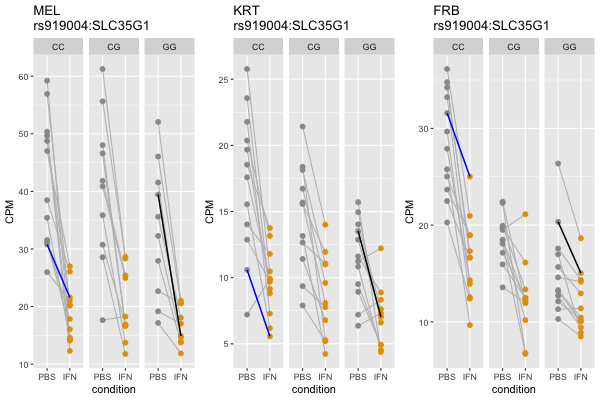 MEL
rs919004:SLC35G1
CC CG GG
60
50
40
30
20
10
CPM
PBS IFN PBS IFN PBS IFN
condition
KRT
rs919004:SLC35G1
CC CG GG
25
20
15
10
5
CPM
PBS IFN PBS IFN PBS IFN
condition
FRB
rs919004:SLC35G1
CC CG GG
30
20
10
CPM
PBS IFN PBS IFN PBS IFN
condition